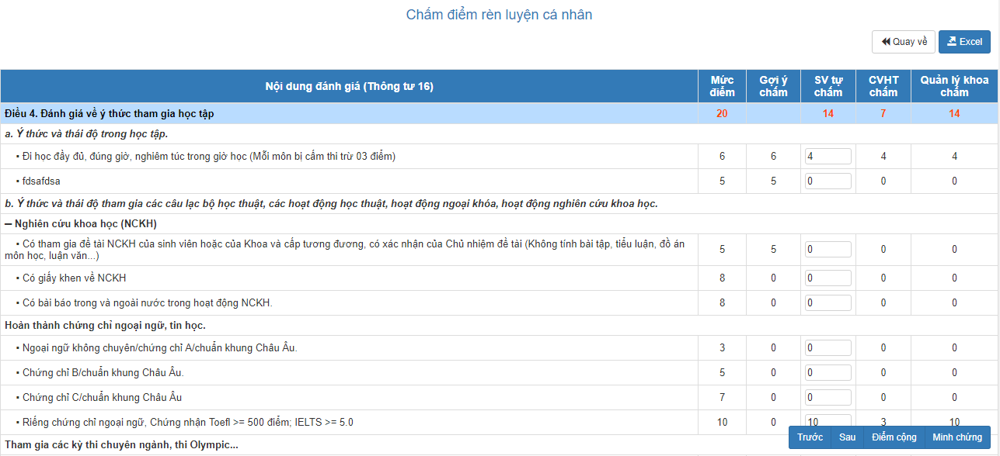 Chấm điểm rèn luyện cá nhân
Quay về Excel
Nội dung đánh giá (Thông tư 16) Mức điểm Gợi ý chấm SV tự chấm CVHT chấm Quản lý khoa chấm
Điều 4. Đánh giá về ý thức tham gia học tập 20 14 7 14
a. Ý thức và thái độ trong học tập.
▪ Đi học đầy đủ, đúng giờ, nghiêm túc trong giờ học (Mỗi môn bị cấm thi trừ 03 điểm) 6 6 4 4 4
▪ fdsafdsa 5 5 0 0 0
b. Ý thức và thái độ tham gia các câu lạc bộ học thuật, các hoạt động học thuật, hoạt động ngoại khóa, hoạt động nghiên cứu khoa học.
— Nghiên cứu khoa học (NCKH)
▪ Có tham gia đề tài NCKH của sinh viên hoặc của Khoa và cấp tương đương, có xác nhận của Chủ nhiệm đề tài (Không tính bài tập, tiểu luận, đồ án
môn học, luận văn...) 5 5 0 0 0
▪ Có giấy khen về NCKH 8 0 0 0 0
▪ Có bài báo trong và ngoài nước trong hoạt động NCKH. 8 0 0 0 0
Hoàn thành chứng chỉ ngoại ngữ, tin học.
▪ Ngoại ngữ không chuyên/chứng chỉ A/chuẩn khung Châu Âu. 3 0 0 0 0
▪ Chứng chỉ B/chuẩn khung Châu Âu. 5 0 0 0 0
▪ Chứng chỉ C/chuẩn khung Châu Âu 7 0 0 0 0
▪ Riếng chứng chỉ ngoại ngữ, Chứng nhận Toefl >= 500 điểm; IELTS >= 5.0 10 0 10 3 10
Trước Sau Điểm cộng Minh chứng
Tham gia các kỳ thi chuyên ngành, thi Olympic...